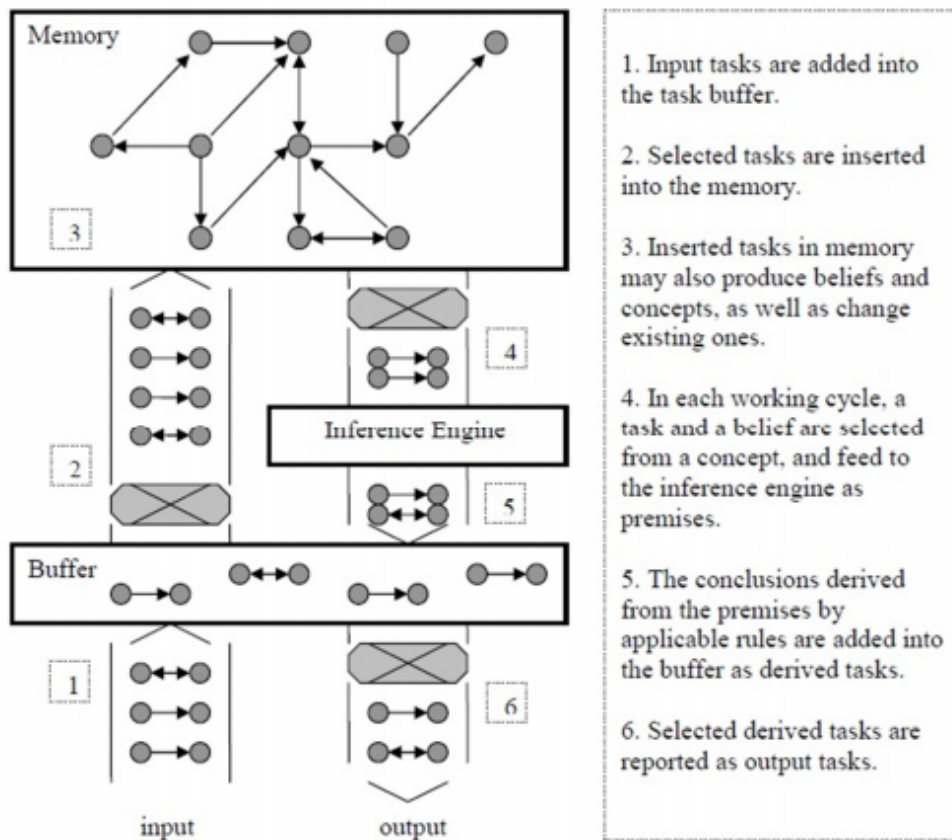 Memory
3
4
Inference Engine
2
5
Buffer
1
6
input
output
1. Input tasks are added into
the task buffer.
2. Selected tasks are inserted
into the memory.
3. Inserted tasks in memory
may also produce beliefs and
concepts, as well as change
existing ones.
4. In each working cycle, a
task and a belief are selected
from a concept, and feed to
the inference engine as
premises.
5. The conclusions derived
from the premises by
applicable rules are added into
the buffer as derived tasks.
6. Selected derived tasks are
reported as output tasks.